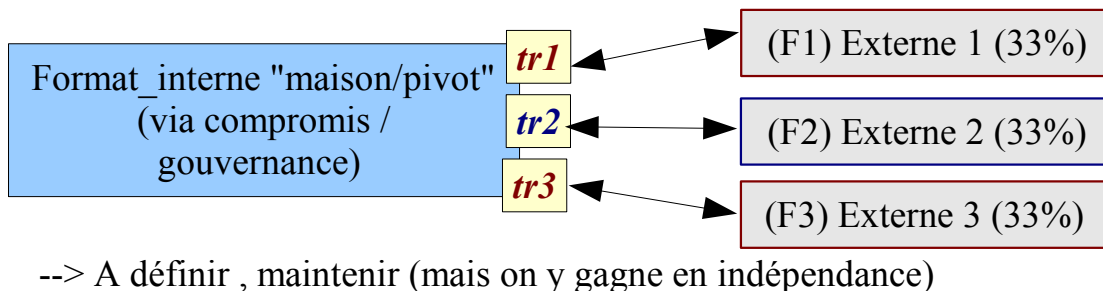 Format_interne "maison/pivot"
(via compromis /
gouvernance)
tr1
tr2
tr3
(F1) Externe 1 (33%)
(F2) Externe 2 (33%)
(F3) Externe 3 (33%)
--> A définir , maintenir (mais on y gagne en indépendance)